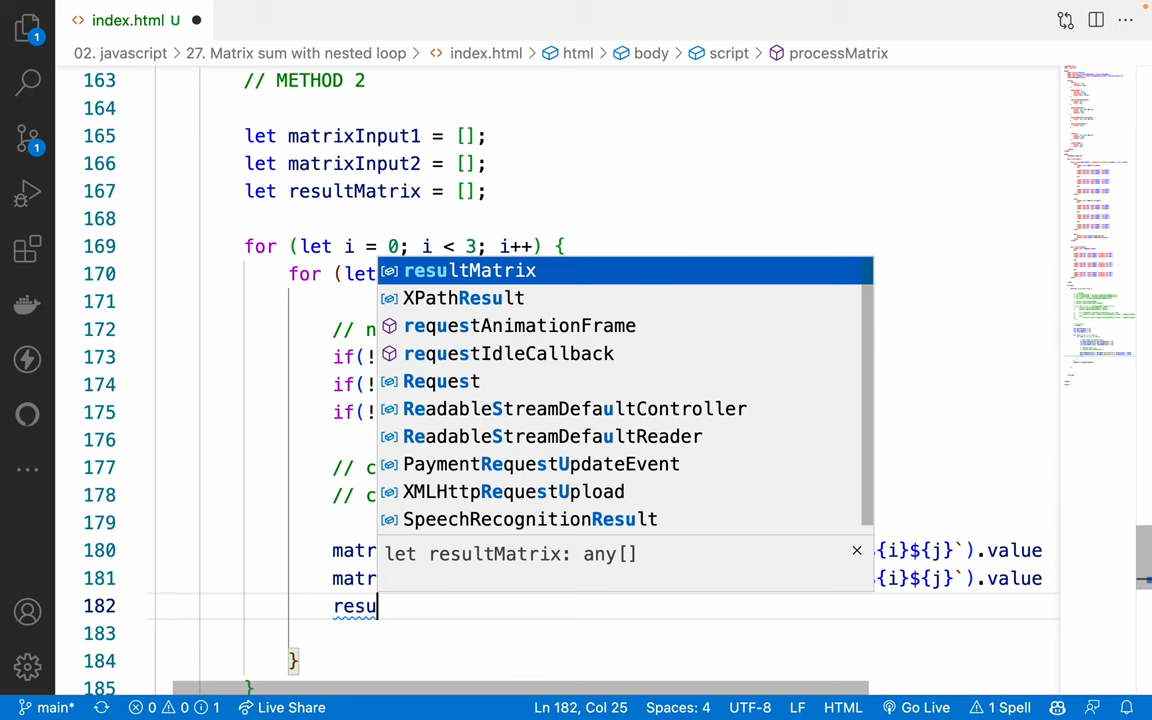 index.html U
02. javascript > 27. Matrix sum with nested loop > index.html > html > body > script > processMatrix
1
1
163 // METHOD 2
164
165 let matrixInput1 = [];
166 let matrixInput2 = [];
167 let resultMatrix = [];
168
169 for (let i = 0; i < 3; i++) {
170 for (let
171
172 // n
173 if(!
174 if(!
175 if(!
176
177 // c
178 // c
179
180 matr {i}${j}`).value
181 matr {i}${j}`).value
182 resu
183
184 }
185 }
resultMatrix
XPathResult
requestAnimationFrame
requestIdleCallback
Request
ReadableStreamDefaultController
ReadableStreamDefaultReader
PaymentRequestUpdateEvent
XMLHttpRequestUpload
SpeechRecognitionResult
let resultMatrix: any[]
main* 0 0 1 Live Share Ln 182, Col 25 Spaces: 4 UTF-8 LF HTML Go Live 1 Spell